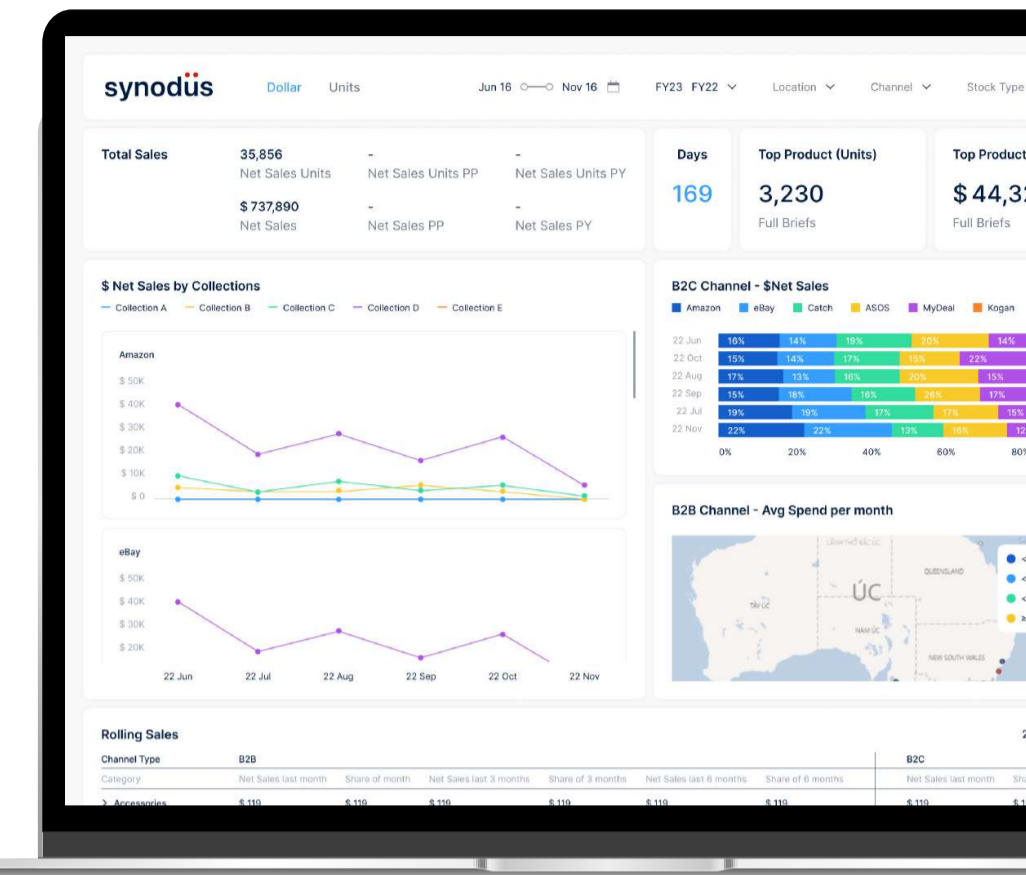 synodüs
Dollar Units Jun 16 Nov 16 FY23 FY22 Location Channel Stock Type
Total Sales
35,856 - -
Net Sales Units Net Sales Units PP Net Sales Units PY
$ 737,890 - -
Net Sales Net Sales PP Net Sales PY
Days
169
Top Product (Units)
3,230
Full Briefs
Top Product
$ 44,32
Full Briefs
$ Net Sales by Collections
Collection A Collection B Collection C Collection D Collection E
Amazon
$ 50K
$ 40K
$ 30K
$ 20K
$ 10K
$ 0
eBay
$ 50K
$ 40K
$ 30K
$ 20K
22 Jun 22 Jul 22 Aug 22 Sep 22 Oct 22 Nov
B2C Channel - $Net Sales
Amazon eBay Catch ASOS MyDeal Kogan
22 Jun 16% 14% 19% 20% 14%
22 Oct 15% 14% 17% 15% 22%
22 Aug 17% 13% 16% 20% 15%
22 Sep 15% 18% 16% 26% 17%
22 Jul 19% 19% 17% 17% 15%
22 Nov 22% 22% 13% 16% 12
0% 20% 40% 60% 80%
B2B Channel - Avg Spend per month
QUEENSLAND
ÚC
TÂY ÚC
NAM ÚC
NEW SOUTH WALES
<
<
<
≥
Rolling Sales 2
Channel Type B2B B2C
Category Net Sales last month Share of month Net Sales last 3 months Share of 3 months Net Sales last 6 months Share of 6 months Net Sales last month Sha
> Accessories $ 119 $ 119 $ 119 $ 119 $ 119 $ 119 $ 119 $ 1